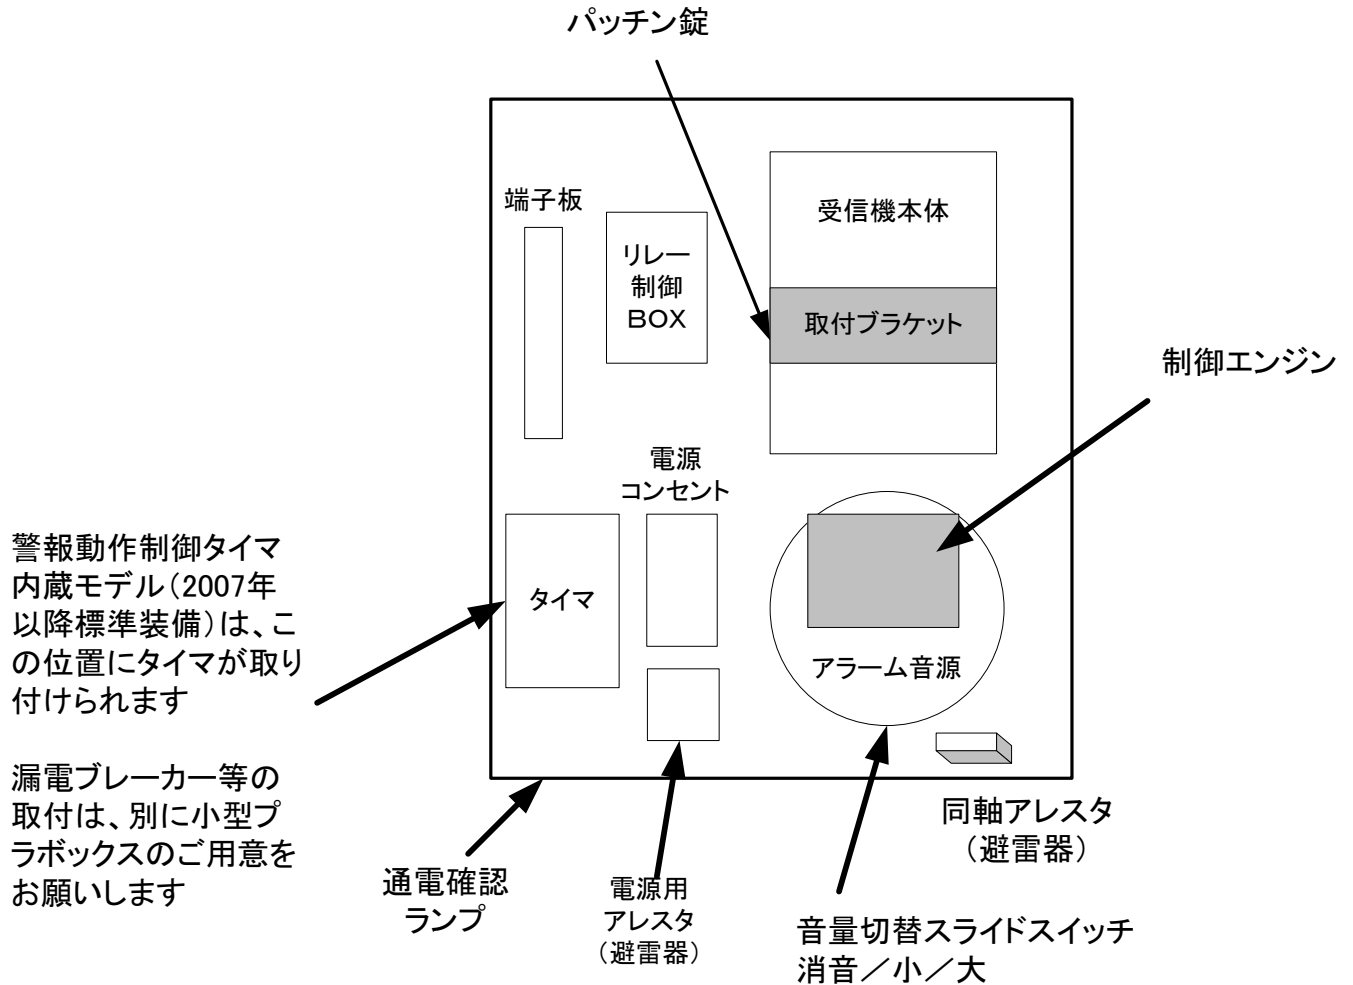 パッチン錠
端子板
リレー
制御
BOX
受信機本体
取付ブラケット
制御エンジン
電源
コンセント
警報動作制御タイマ
内蔵モデル（2007年
以降標準装備）は、こ
の位置にタイマが取り
付けられます
タイマ
アラーム音源
漏電ブレーカー等の
取付は、別に小型プ
ラボックスのご用意を
お願いします
同軸アレスタ
（避雷器）
通電確認
ランプ
電源用
アレスタ
（避雷器）
音量切替スライドスイッチ
消音／小／大